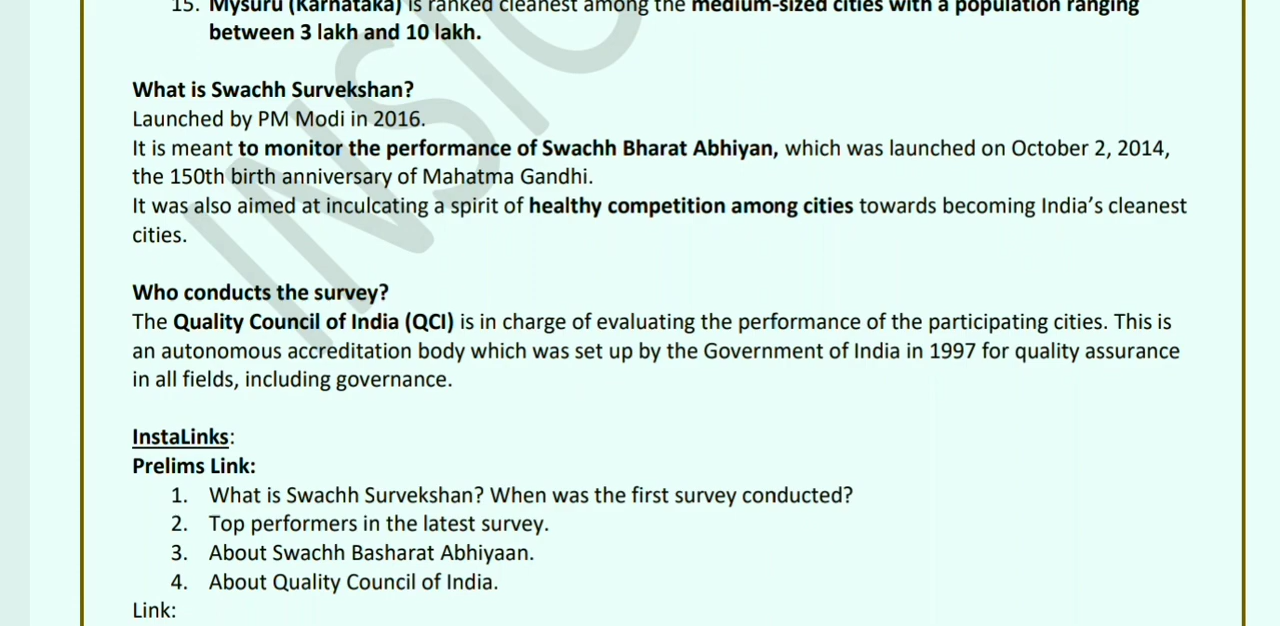 15. Mysuru (Karnataka) is ranked cleanest among the medium-sized cities with a population ranging
between 3 lakh and 10 lakh.
What is Swachh Survekshan?
Launched by PM Modi in 2016.
It is meant to monitor the performance of Swachh Bharat Abhiyan, which was launched on October 2, 2014,
the 150th birth anniversary of Mahatma Gandhi.
It was also aimed at inculcating a spirit of healthy competition among cities towards becoming India’s cleanest
cities.
Who conducts the survey?
The Quality Council of India (QCI) is in charge of evaluating the performance of the participating cities. This is
an autonomous accreditation body which was set up by the Government of India in 1997 for quality assurance
in all fields, including governance.
InstaLinks:
Prelims Link:
1. What is Swachh Survekshan? When was the first survey conducted?
2. Top performers in the latest survey.
3. About Swachh Basharat Abhiyaan.
4. About Quality Council of India.
Link: